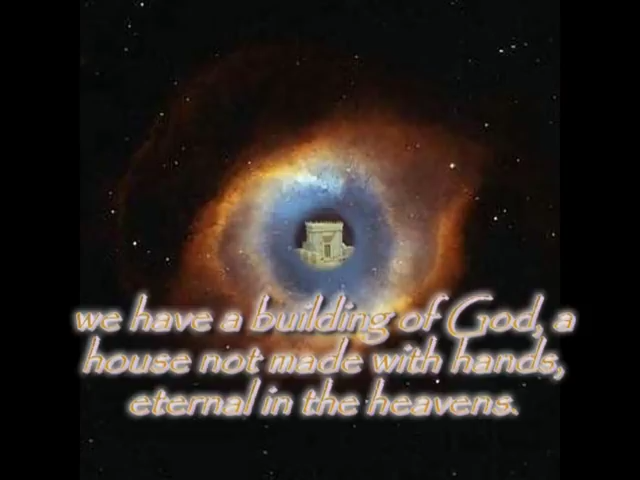 we have a building of God, a
house not made with hands,
eternal in the heavens.